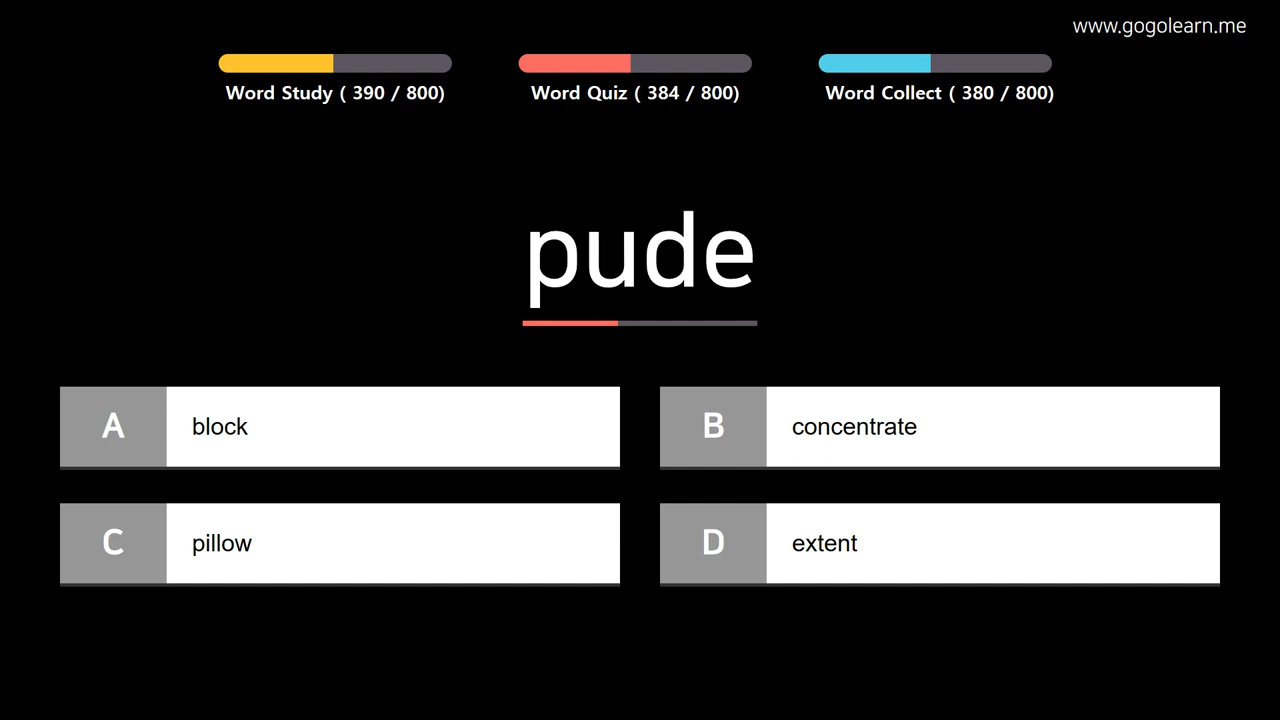 www.gogolearn.me
Word Study ( 390 / 800)
Word Quiz ( 384 / 800)
Word Collect ( 380 / 800)
pude
A block
B concentrate
C pillow
D extent